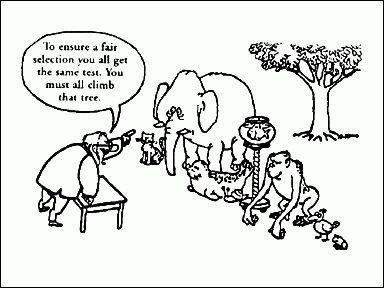 To ensure a fair
selection you all get
the same test. You
must all climb
that tree.